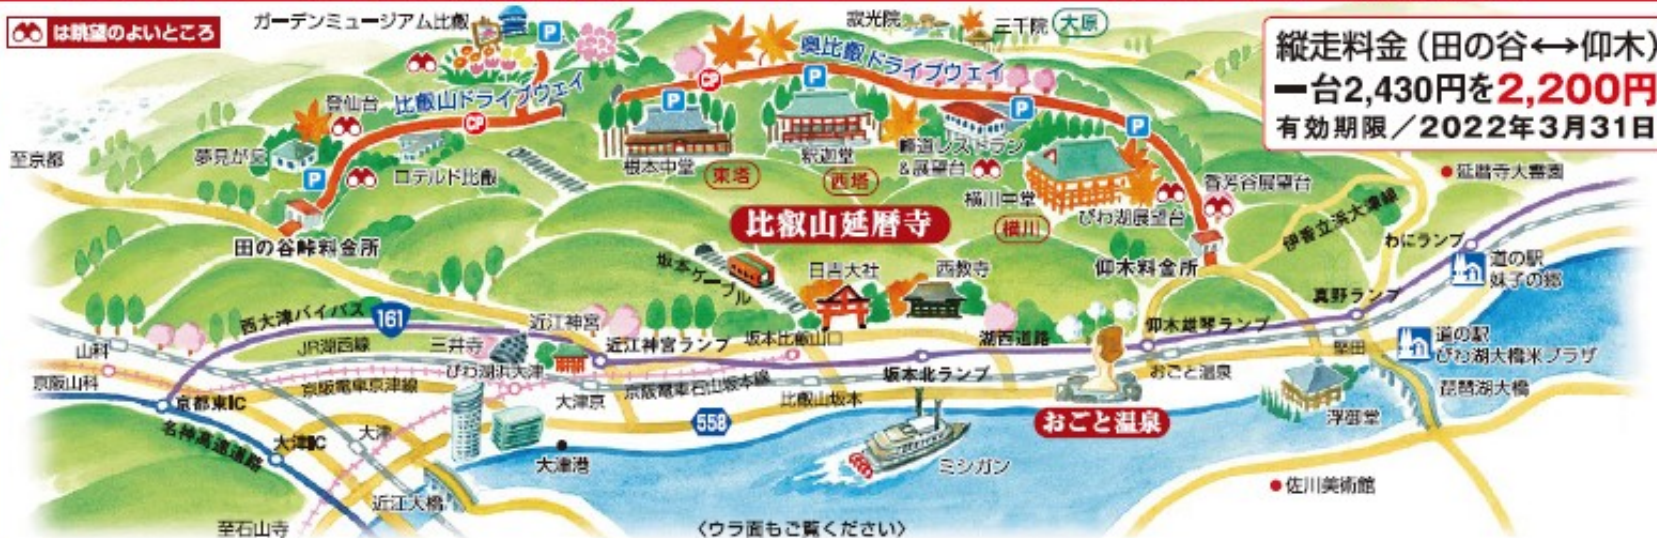 は眺望のよいところ
ガーデンミュージアム比叡
P
寂光院
三千院
大原
縦走料金（田の谷⟷仰木）
一台2,430円を2,200円
有効期限／2022年3月31日
奥比叡ドライブウェイ
比叡山ドライブウェイ
登仙台
CP
CP
P
P
P
P
至京都
夢見が丘
P
ロテルド比叡
根本中堂
東塔
釈迦堂
西塔
峰道レストラン
&展望台
横川中堂
横川
びわ湖展望台
香芳谷展望台
延暦寺大霊園
比叡山延暦寺
田の谷峠料金所
坂本ケーブル
日吉大社
西教寺
仰木料金所
伊香立浜大津線
わにランプ
道の駅
妹子の郷
西大津バイパス
161
近江神宮
近江神宮ランプ
坂本比叡山口
湖西道路
仰木雄琴ランプ
真野ランプ
山科
JR湖西線
三井寺
びわ湖浜大津
堅田
道の駅
びわ湖大橋米プラザ
京阪山科
京阪電車京津線
京阪電車石山坂本線
坂本北ランプ
おごと温泉
琵琶湖大橋
京都東IC
大津京
比叡山坂本
名神高速道路
大津IC
大津
558
おごと温泉
浮御堂
大津港
ミシガン
近江大橋
佐川美術館
至石山寺
〈ウラ面もご覧ください〉